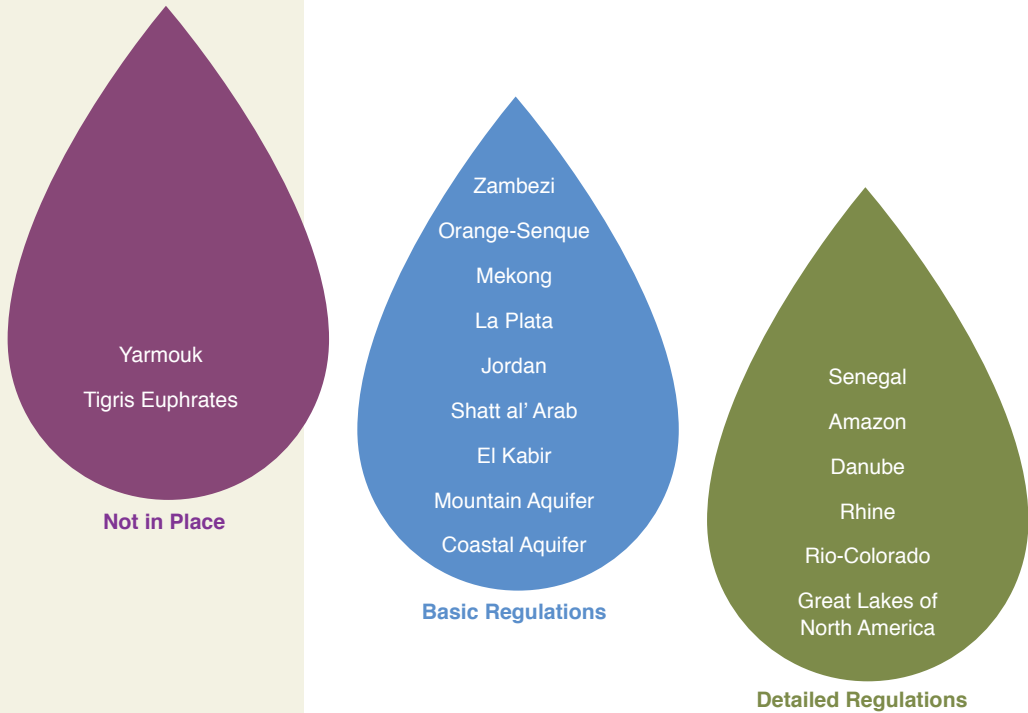 Yarmouk
Tigris Euphrates
Not in Place
Zambezi
Orange-Senque
Mekong
La Plata
Jordan
Shatt al’ Arab
El Kabir
Mountain Aquifer
Coastal Aquifer
Basic Regulations
Senegal
Amazon
Danube
Rhine
Rio-Colorado
Great Lakes of
North America
Detailed Regulations